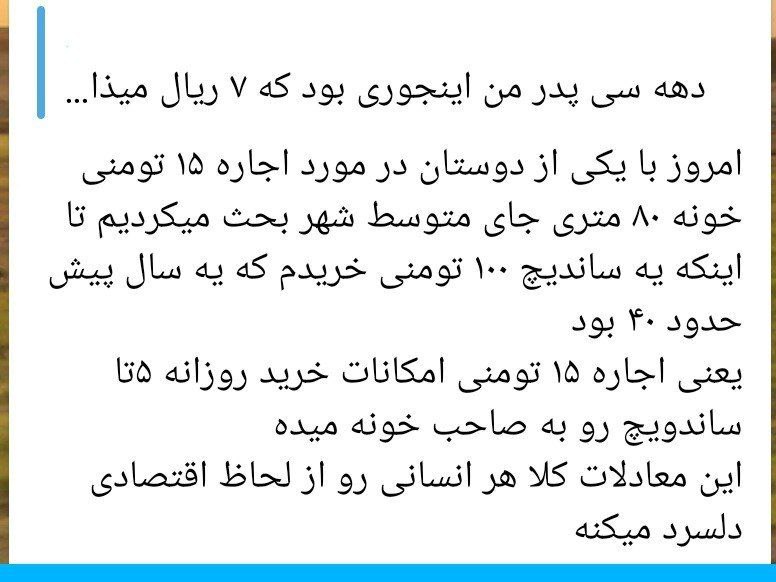 دهه سی پدر من اینجوری بود که ۷ ریال میذا...
امروز با یکی از دوستان در مورد اجاره ۱۵ تومنی
خونه ۸۰ متری جای متوسط شهر بحث میکردیم تا
اینکه یه ساندیچ ۱۰۰ تومنی خریدم که یه سال پیش
حدود ۴۰ بود
یعنی اجاره ۱۵ تومنی امکانات خرید روزانه ۵تا
ساندویچ رو به صاحب خونه میده
این معادلات کلا هر انسانی رو از لحاظ اقتصادی
دلسرد میکنه